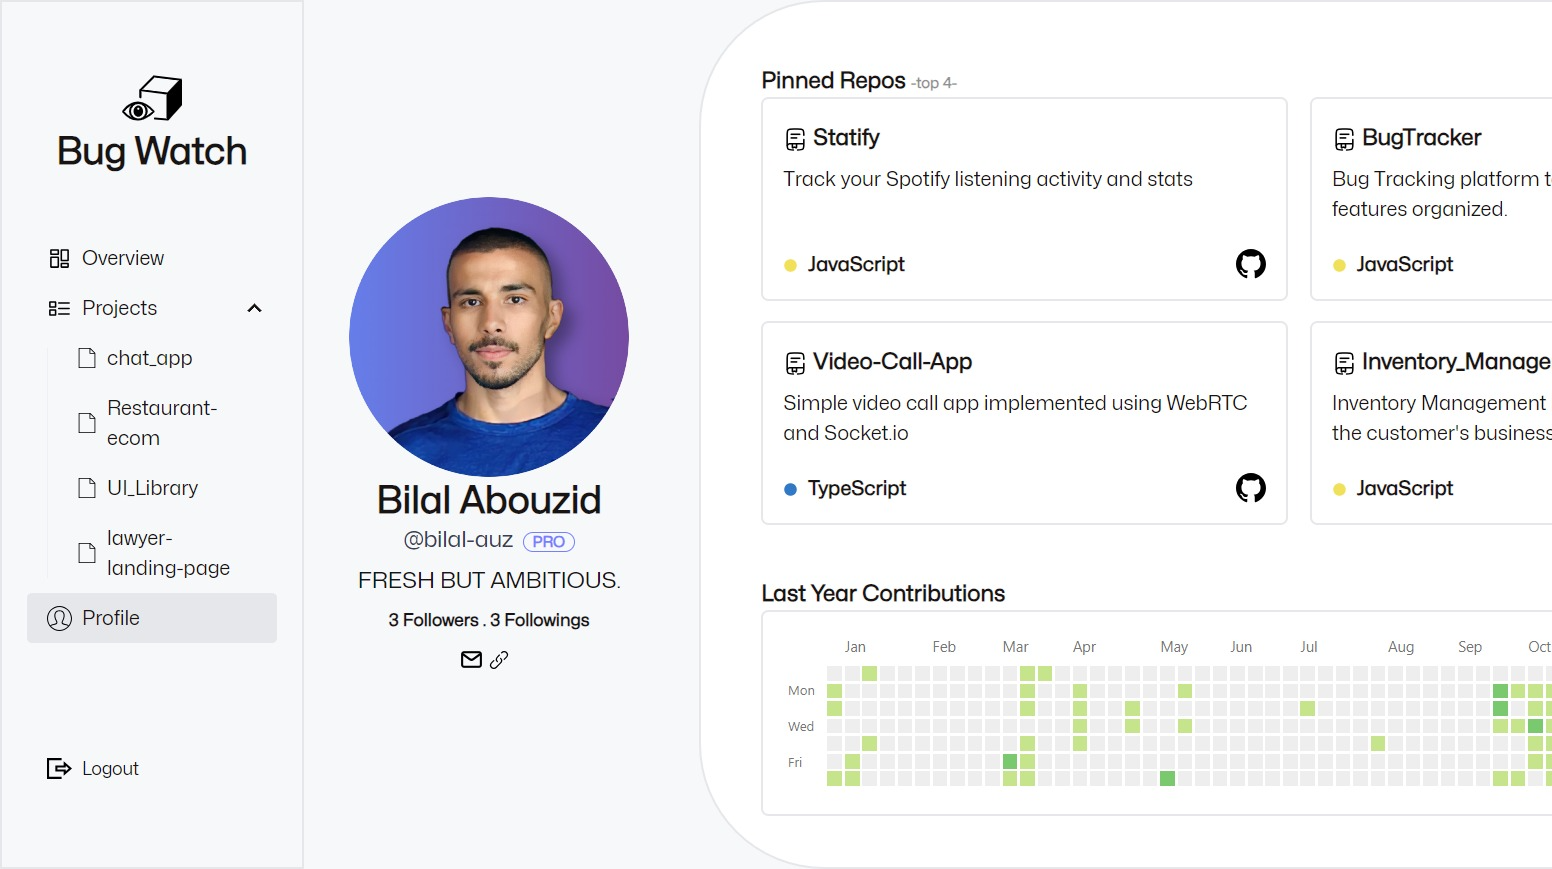 Bug Watch
Overview
Projects
chat_app
Restaurant-
ecom
UI_Library
lawyer-
landing-page
Profile
Logout
Bilal Abouzid
@bilal-auz PRO
FRESH BUT AMBITIOUS.
3 Followers . 3 Followings
Pinned Repos -top 4-
Statify
Track your Spotify listening activity and stats
JavaScript
BugTracker
Bug Tracking platform t
features organized.
JavaScript
Video-Call-App
Simple video call app implemented using WebRTC
and Socket.io
TypeScript
Inventory_Manage
Inventory Management
the customer's business
JavaScript
Last Year Contributions
Jan Feb Mar Apr May Jun Jul Aug Sep Oct
Mon
Wed
Fri